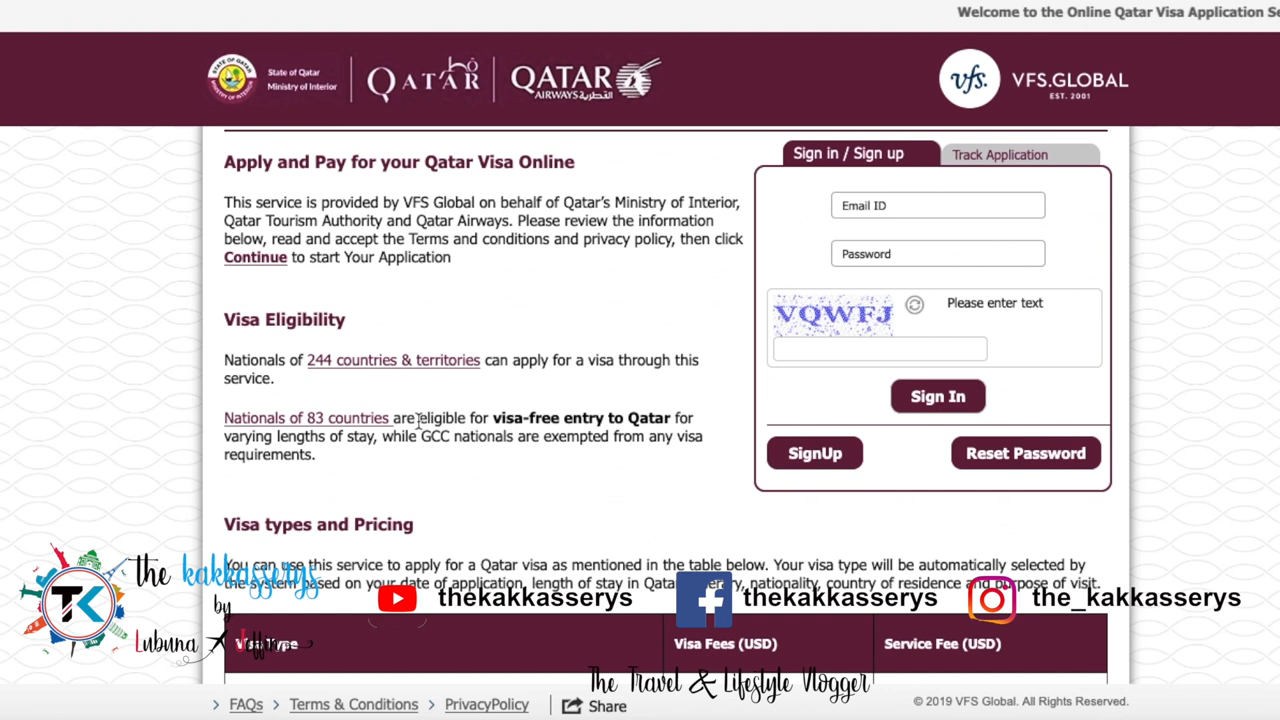 Welcome to the Online Qatar Visa Application Se
State of Qatar
Ministry of Interior
QATAR
QATAR
AIRWAYS القطرية
vfs.
VFS.GLOBAL
EST. 2001
Apply and Pay for your Qatar Visa Online
This service is provided by VFS Global on behalf of Qatar's Ministry of Interior,
Qatar Tourism Authority and Qatar Airways. Please review the information
below, read and accept the Terms and conditions and privacy policy, then click
Continue to start Your Application
Visa Eligibility
Nationals of 244 countries & territories can apply for a visa through this
service.
Nationals of 83 countries are eligible for visa-free entry to Qatar for
varying lengths of stay, while GCC nationals are exempted from any visa
requirements.
Sign in / Sign up
Track Application
Email ID
Password
VQWFJ
Please enter text
Sign In
SignUp
Reset Password
Visa types and Pricing
You can use this service to apply for a Qatar visa as mentioned in the table below. Your visa type will be automatically selected by
the system based on your date of application, length of stay in Qatar, nationality, country of residence and purpose of visit.
Type
Visa Fees (USD)
Service Fee (USD)
TK
the kakkasserys
by
Lubuna Jeffin
thekakkasserys
thekakkasserys
the_kakkasserys
The Travel & Lifestyle Vlogger
FAQs
Terms & Conditions
PrivacyPolicy
Share
© 2019 VFS Global. All Rights Reserved.